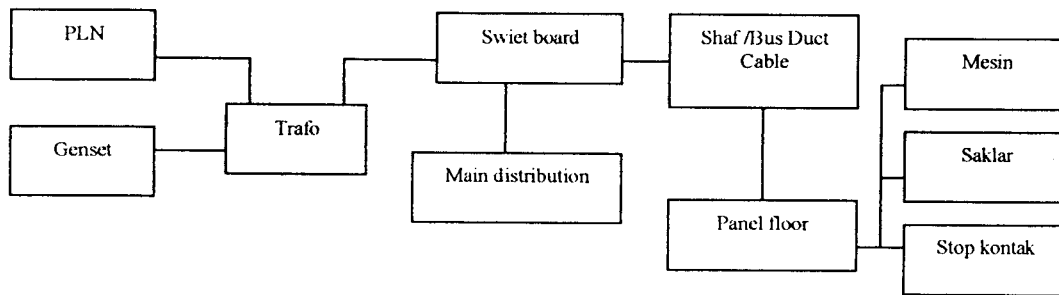 PLN
Genset
Trafo
Swiet board
Main distribution
Shaf /Bus Duct
Cable
Panel floor
Mesin
Saklar
Stop kontak